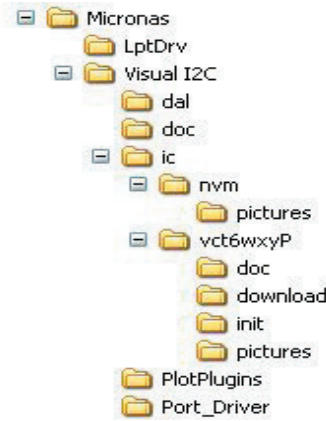 Micronas
LptDrv
Visual I2C
dal
doc
ic
nvm
pictures
vct6wxyP
doc
download
init
pictures
PlotPlugins
Port_Driver